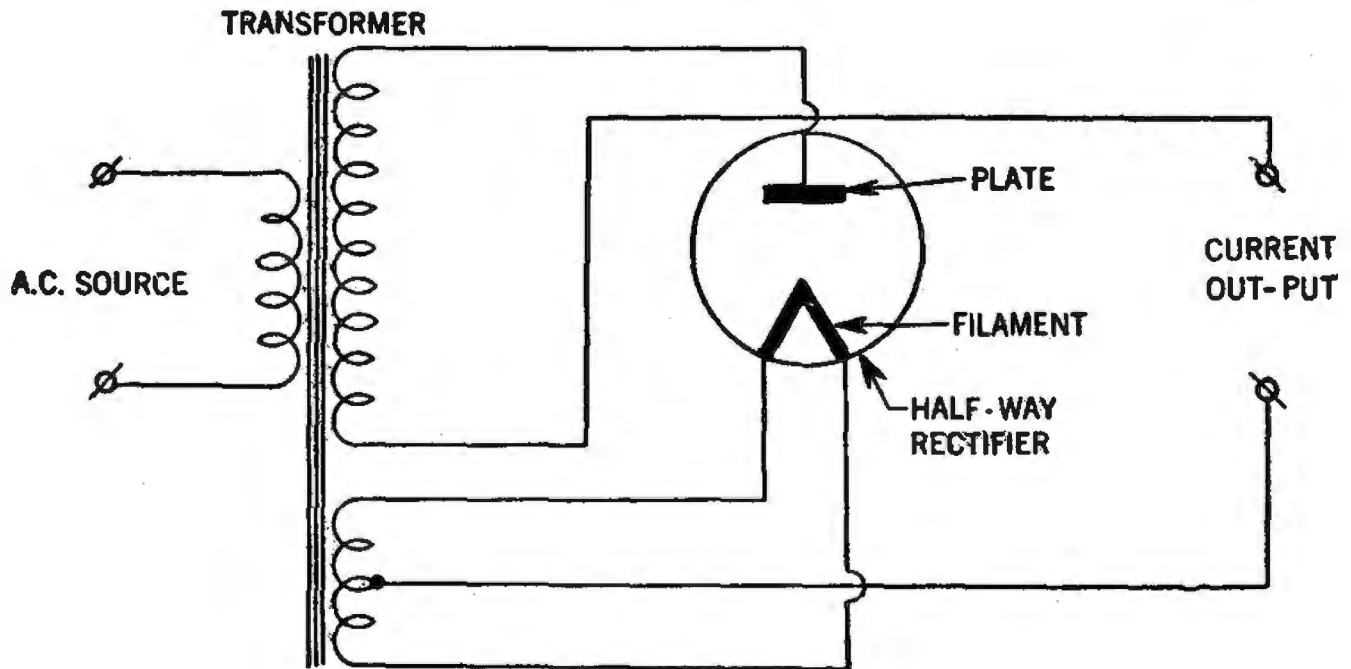 TRANSFORMER
PLATE
A.C. SOURCE
CURRENT
OUT-PUT
FILAMENT
HALF-WAY
RECTIFIER